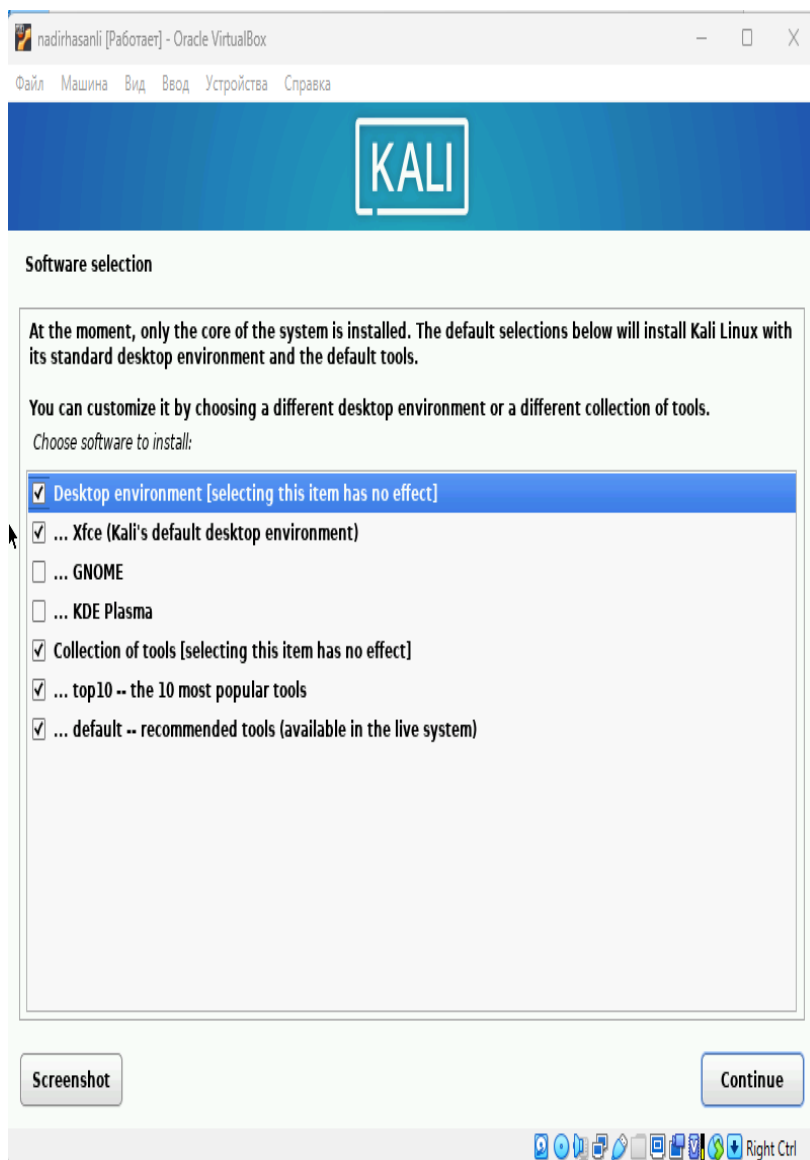 nadirhasanli [Работает] - Oracle VirtualBox
Файл Машина Вид Ввод Устройства Справка
KALI
Software selection
At the moment, only the core of the system is installed. The default selections below will install Kali Linux with
its standard desktop environment and the default tools.
You can customize it by choosing a different desktop environment or a different collection of tools.
Choose software to install:
Desktop environment [selecting this item has no effect]
... Xfce (Kali's default desktop environment)
... GNOME
... KDE Plasma
Collection of tools [selecting this item has no effect]
... top10 -- the 10 most popular tools
... default -- recommended tools (available in the live system)
Screenshot
Continue
Right Ctrl